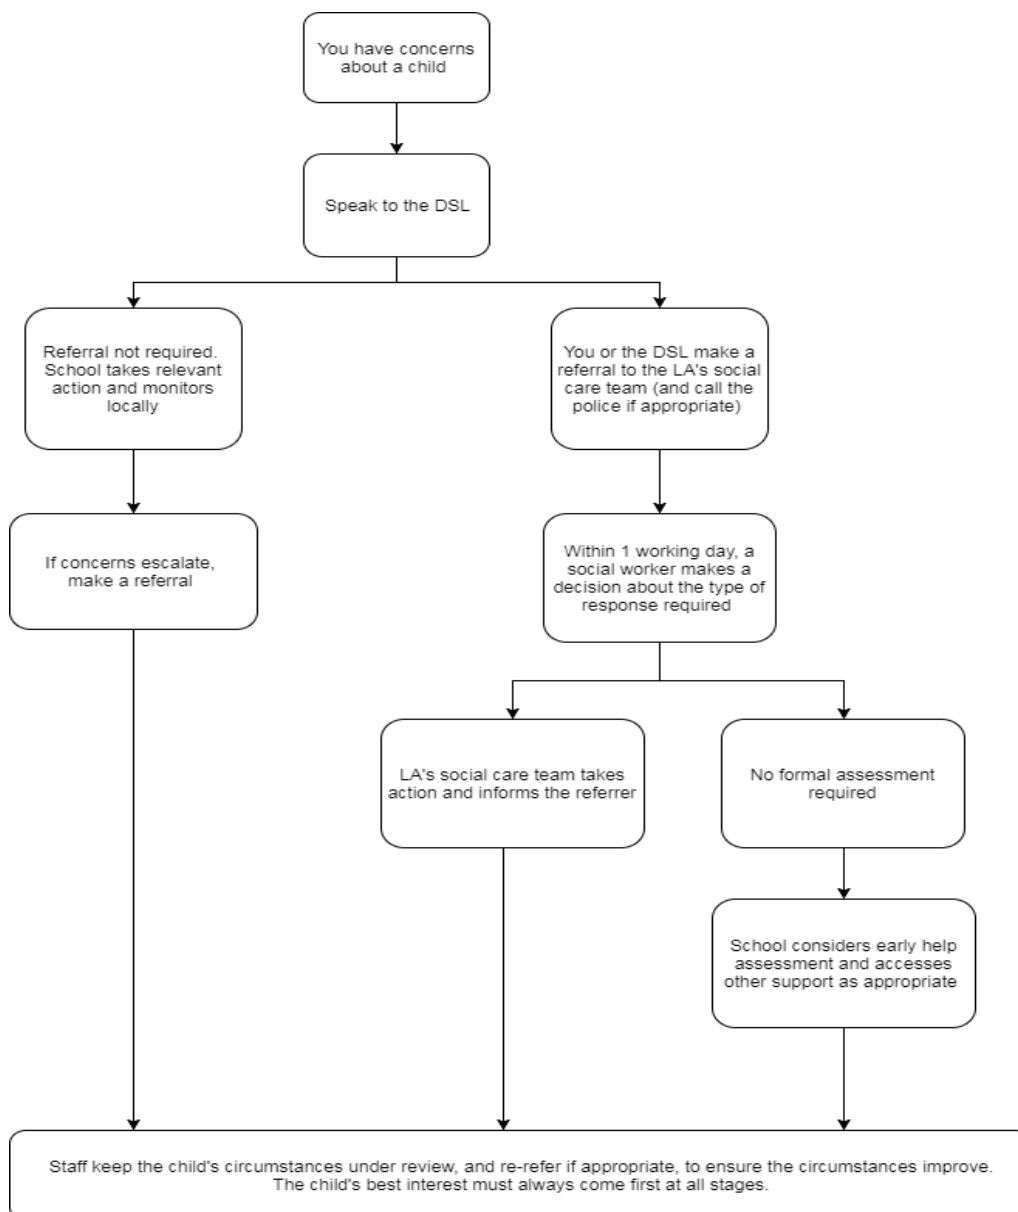 You have concerns
about a child
Speak to the DSL
Referral not required.
School takes relevant
action and monitors
locally
You or the DSL make a
referral to the LA's social
care team (and call the
police if appropriate)
If concerns escalate,
make a referral
Within 1 working day, a
social worker makes a
decision about the type of
response required
LA's social care team takes
action and informs the referrer
No formal assessment
required
School considers early help
assessment and accesses
other support as appropriate
Staff keep the child's circumstances under review, and re-refer if appropriate, to ensure the circumstances improve.
The child's best interest must always come first at all stages.